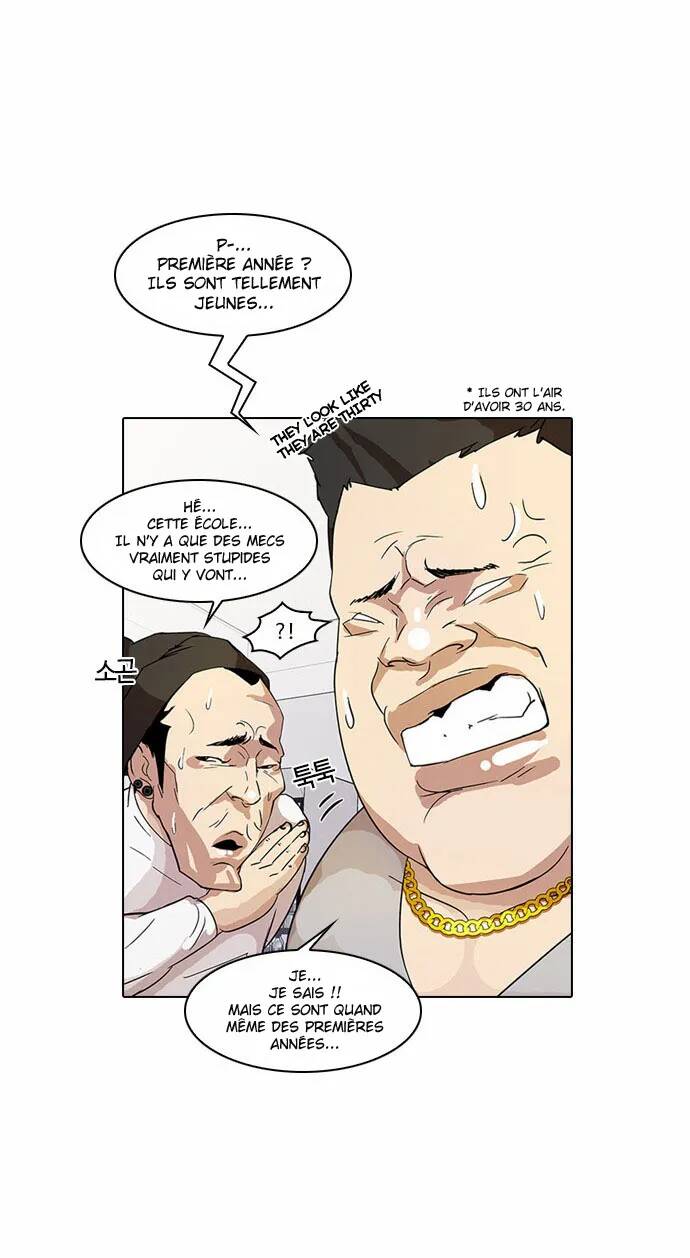 P-...
PREMIÈRE ANNÉE ?
ILS SONT TELLEMENT
JEUNES...
THEY LOOK LIKE
THEY ARE THIRTY
* ILS ONT L'AIR
D'AVOIR 30 ANS.
HÉ...
CETTE ÉCOLE...
IL N'Y A QUE DES MECS
VRAIMENT STUPIDES
QUI Y VONT...
?!
소곤
툭툭
JE...
JE SAIS !!
MAIS CE SONT QUAND
MÊME DES PREMIÈRES
ANNÉES...